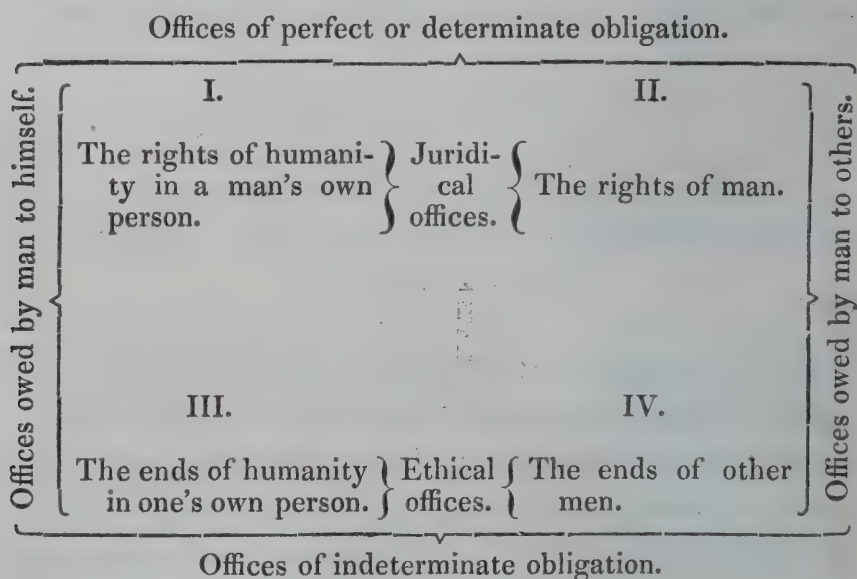 Offices of perfect or determinate obligation.
Offices owed by man to himself.
I. II.
The rights of humani- Juridi-
ty in a man's own cal The rights of man.
person. offices.
III. IV.
The ends of humanity Ethical The ends of other
in one's own person. offices. men.
Offices owed by man to others.
Offices of indeterminate obligation.